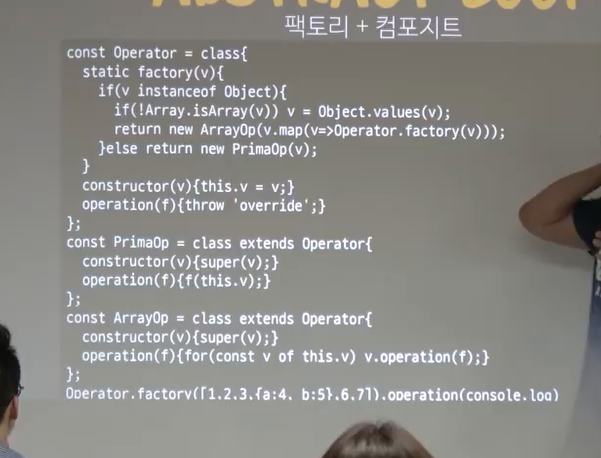 ABSTRACT LOOP
팩토리 + 컴포지트
const Operator = class{
static factory(v){
if(v instanceof Object){
if(!Array.isArray(v)) v = Object.values(v);
return new ArrayOp(v.map(v=>Operator.factory(v)));
}else return new PrimaOp(v);
}
constructor(v){this.v = v;}
operation(f){throw 'override';}
};
const PrimaOp = class extends Operator{
constructor(v){super(v);}
operation(f){f(this.v);}
};
const ArrayOp = class extends Operator{
constructor(v){super(v);}
operation(f){for(const v of this.v) v.operation(f);}
};
Operator.factory([1,2,3,{a:4, b:5},6,7]).operation(console.log)